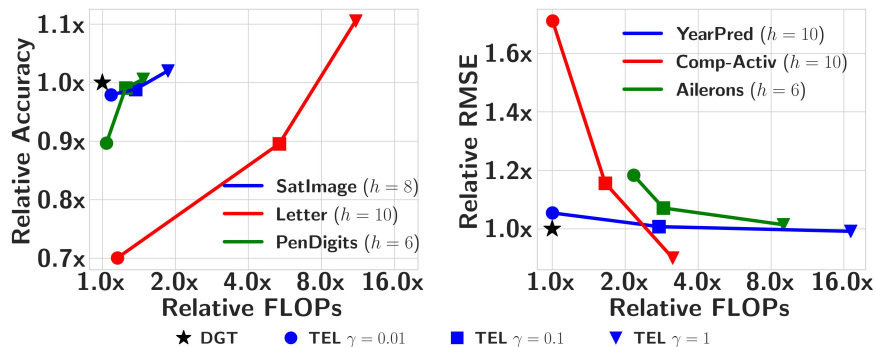 1.1x
1.0x
0.9x
0.8x
0.7x
Relative Accuracy
SatImage (h = 8)
Letter (h = 10)
PenDigits (h = 6)
1.0x 2.0x 4.0x 8.0x 16.0x
Relative FLOPs
1.6x
1.4x
1.2x
1.0x
Relative RMSE
YearPred (h = 10)
Comp-Activ (h = 10)
Ailerons (h = 6)
1.0x 2.0x 4.0x 8.0x 16.0x
Relative FLOPs
DGT TEL γ = 0.01 TEL γ = 0.1 TEL γ = 1